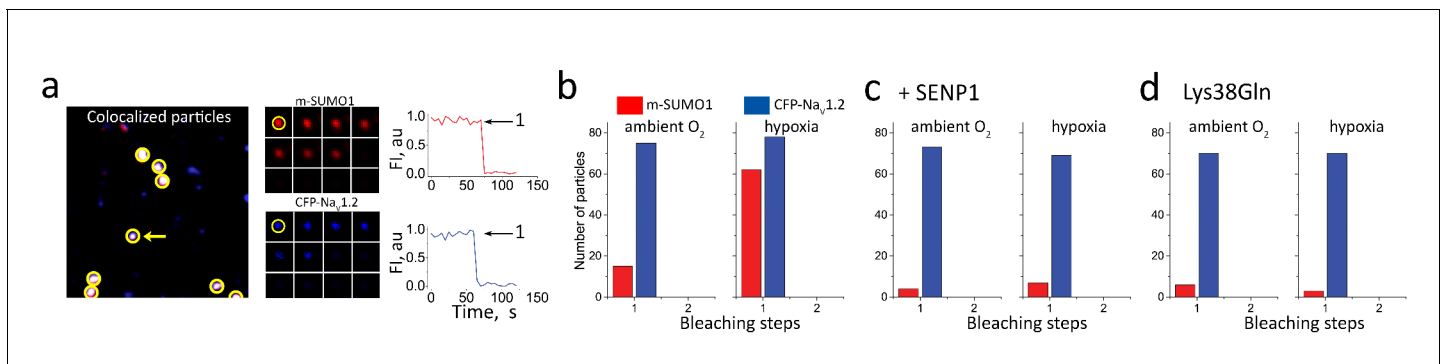 a
Colocalized particles
m-SUMO1
FI, au
1.0
0.5
0.0
1
0 50 100 150
CFP-NaV1.2
FI, au
1.0
0.5
0.0
1
0 50 100 150
Time, s
b
m-SUMO1
CFP-NaV1.2
ambient O2
hypoxia
Number of particles
80
60
40
20
0
1 2
1 2
Bleaching steps
c + SENP1
ambient O2
hypoxia
80
60
40
20
0
1 2
1 2
Bleaching steps
d Lys38Gln
ambient O2
hypoxia
80
60
40
20
0
1 2
1 2
Bleaching steps